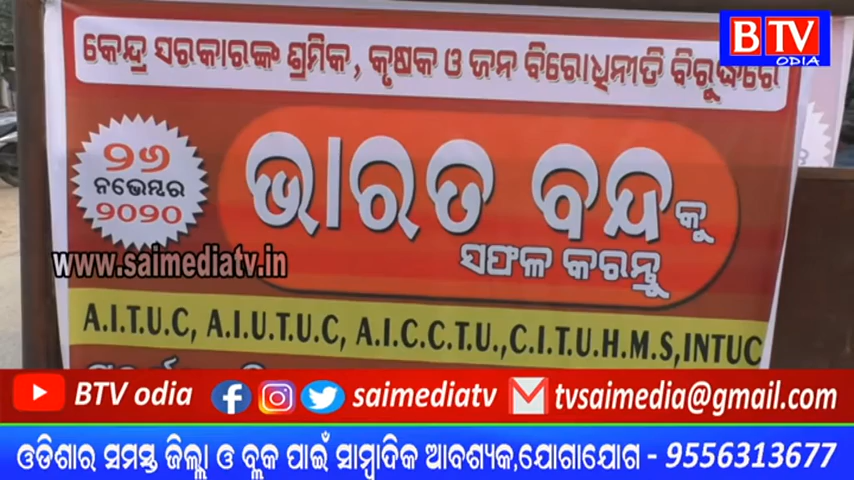 BTV
ODIA
କେନ୍ଦ୍ର ସରକାରଙ୍କ ଶ୍ରମିକ, କୃଷକ ଓ ଜନ ବିରୋଧିନୀତି ବିରୁଦ୍ଧରେ
୨୬
ନଭେମ୍ବର
୨୦୨୦
ଭାରତ ବନ୍ଦ କୁ
ସଫଳ କରନ୍ତୁ
www.saimediatv.in
A.I.T.U.C, A.I.U.T.U.C, A.I.C.C.T.U.,C.I.T.U.H.M.S,INTUC
BTV odia saimediatv tvsaimedia@gmail.com
ଓଡିଶାର ସମସ୍ତ ଜିଲ୍ଲା ଓ ବ୍ଲକ ପାଇଁ ସାମ୍ବାଦିକ ଆବଶ୍ୟକ,ଯୋଗାଯୋଗ - 9556313677